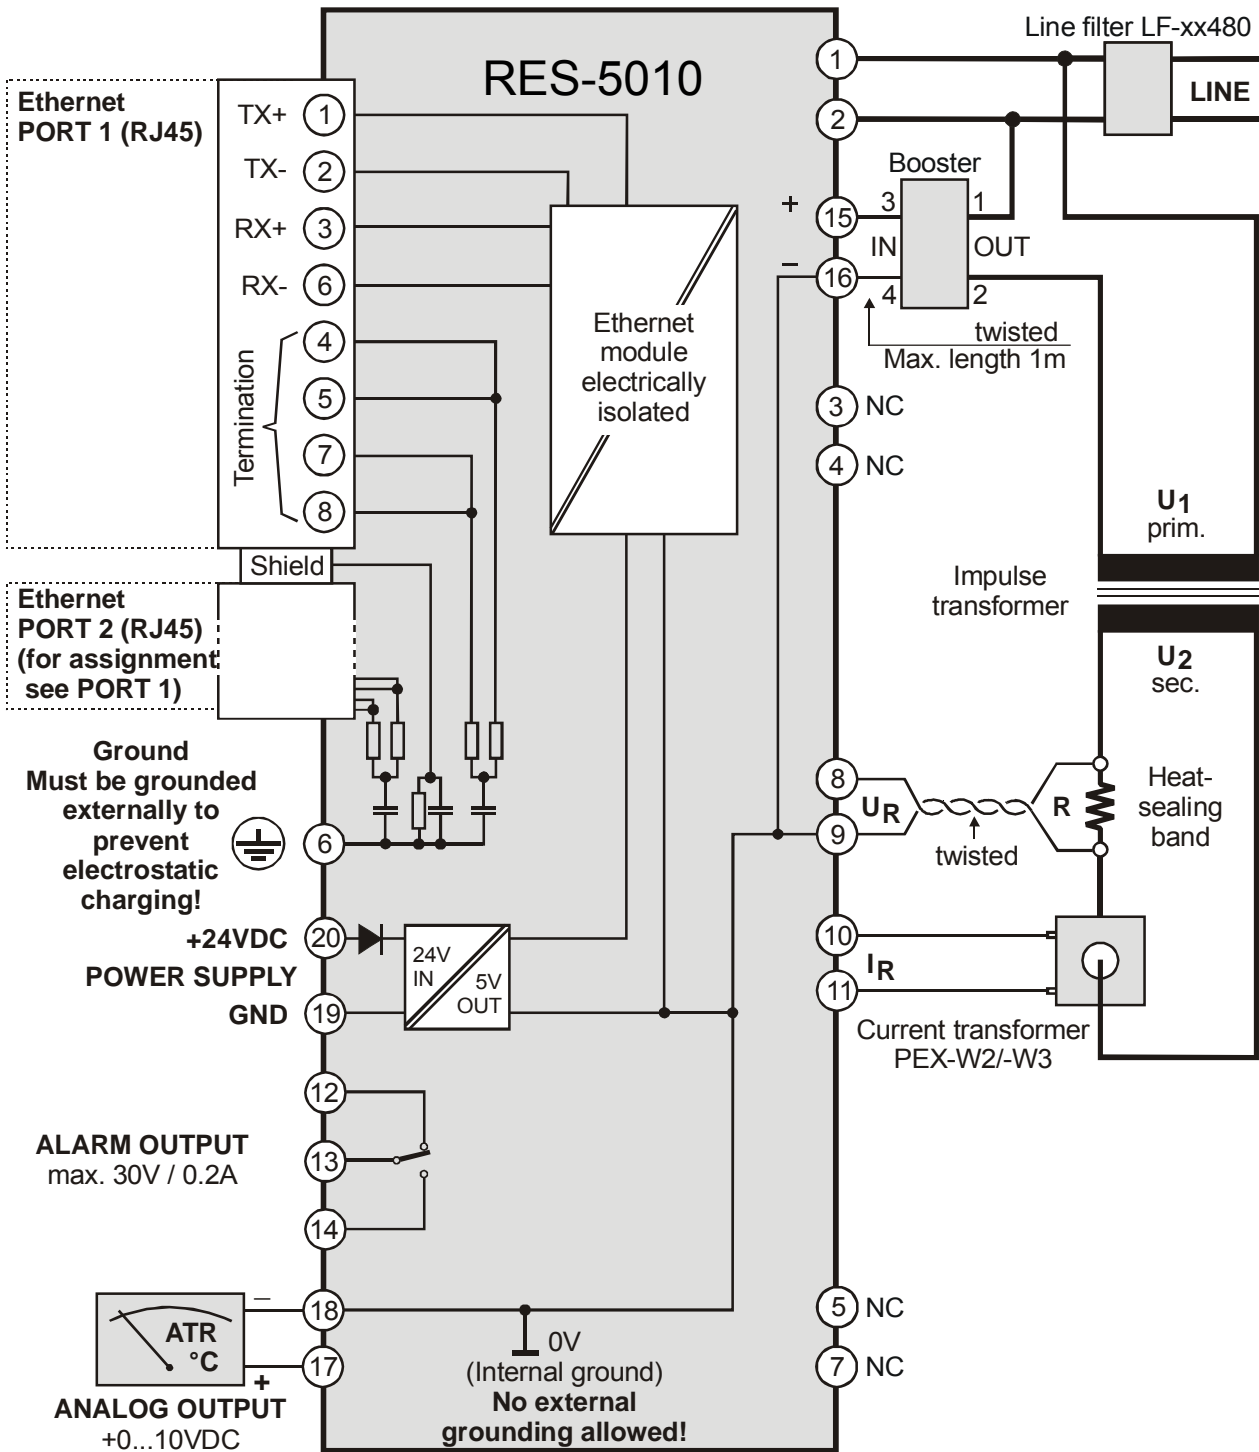 Line filter LF-xx480
RES-5010
1
2
LINE
Ethernet
PORT 1 (RJ45)
TX+ 1
TX- 2
RX+ 3
RX- 6
4
5
7
8
Termination
Shield
Ethernet
module
electrically
isolated
Booster
+ 15 3 1
IN OUT
– 16 4 2
twisted
Max. length 1m
3 NC
4 NC
U1
prim.
Impulse
transformer
U2
sec.
Ethernet
PORT 2 (RJ45)
(for assignment
see PORT 1)
Ground
Must be grounded
externally to
prevent
electrostatic
charging!
6
8
UR
9
twisted
R
Heat-
sealing
band
+24VDC 20
POWER SUPPLY
GND 19
24V
IN
5V
OUT
10
IR
11
Current transformer
PEX-W2/-W3
12
ALARM OUTPUT
max. 30V / 0.2A
13
14
ATR
°C
– 18
+ 17
ANALOG OUTPUT
+0...10VDC
0V
(Internal ground)
No external
grounding allowed!
5 NC
7 NC